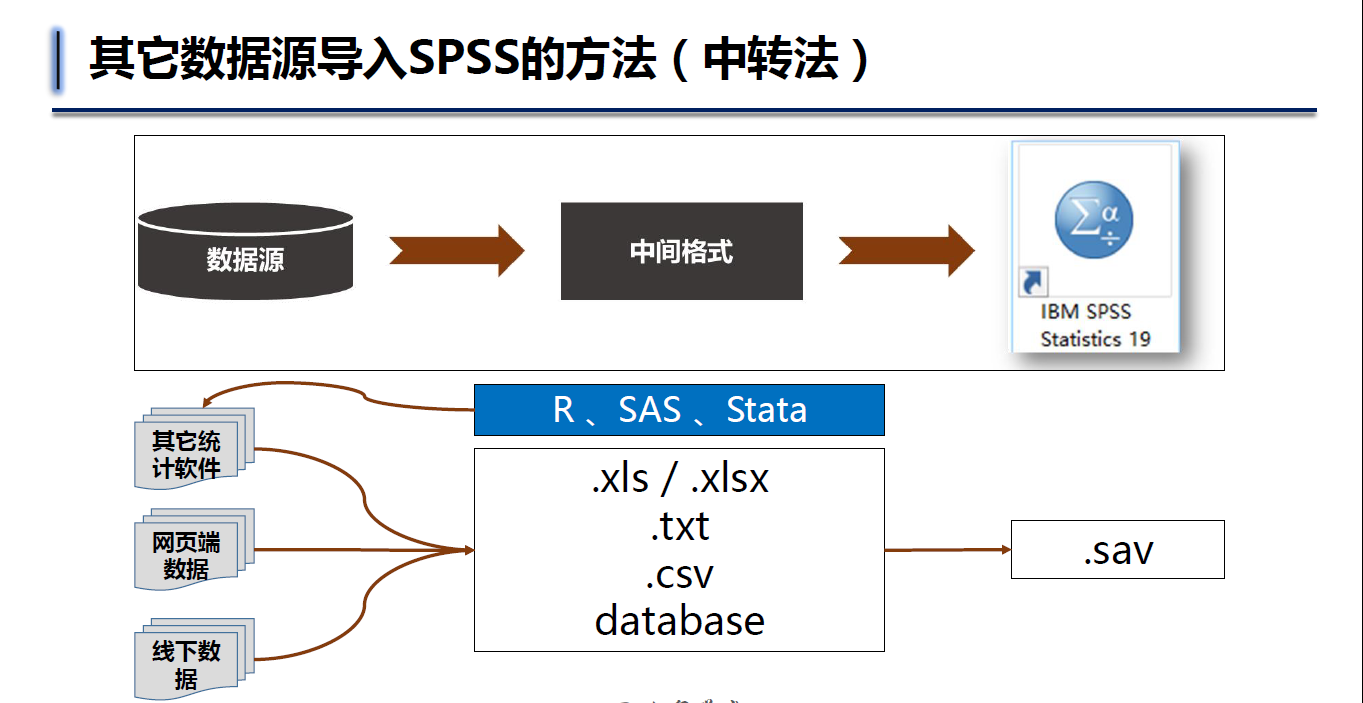 其它数据源导入SPSS的方法（中转法）
数据源
中间格式
IBM SPSS
Statistics 19
R 、SAS 、Stata
其它统
计软件
网页端
数据
线下数
据
.xls / .xlsx
.txt
.csv
database
.sav